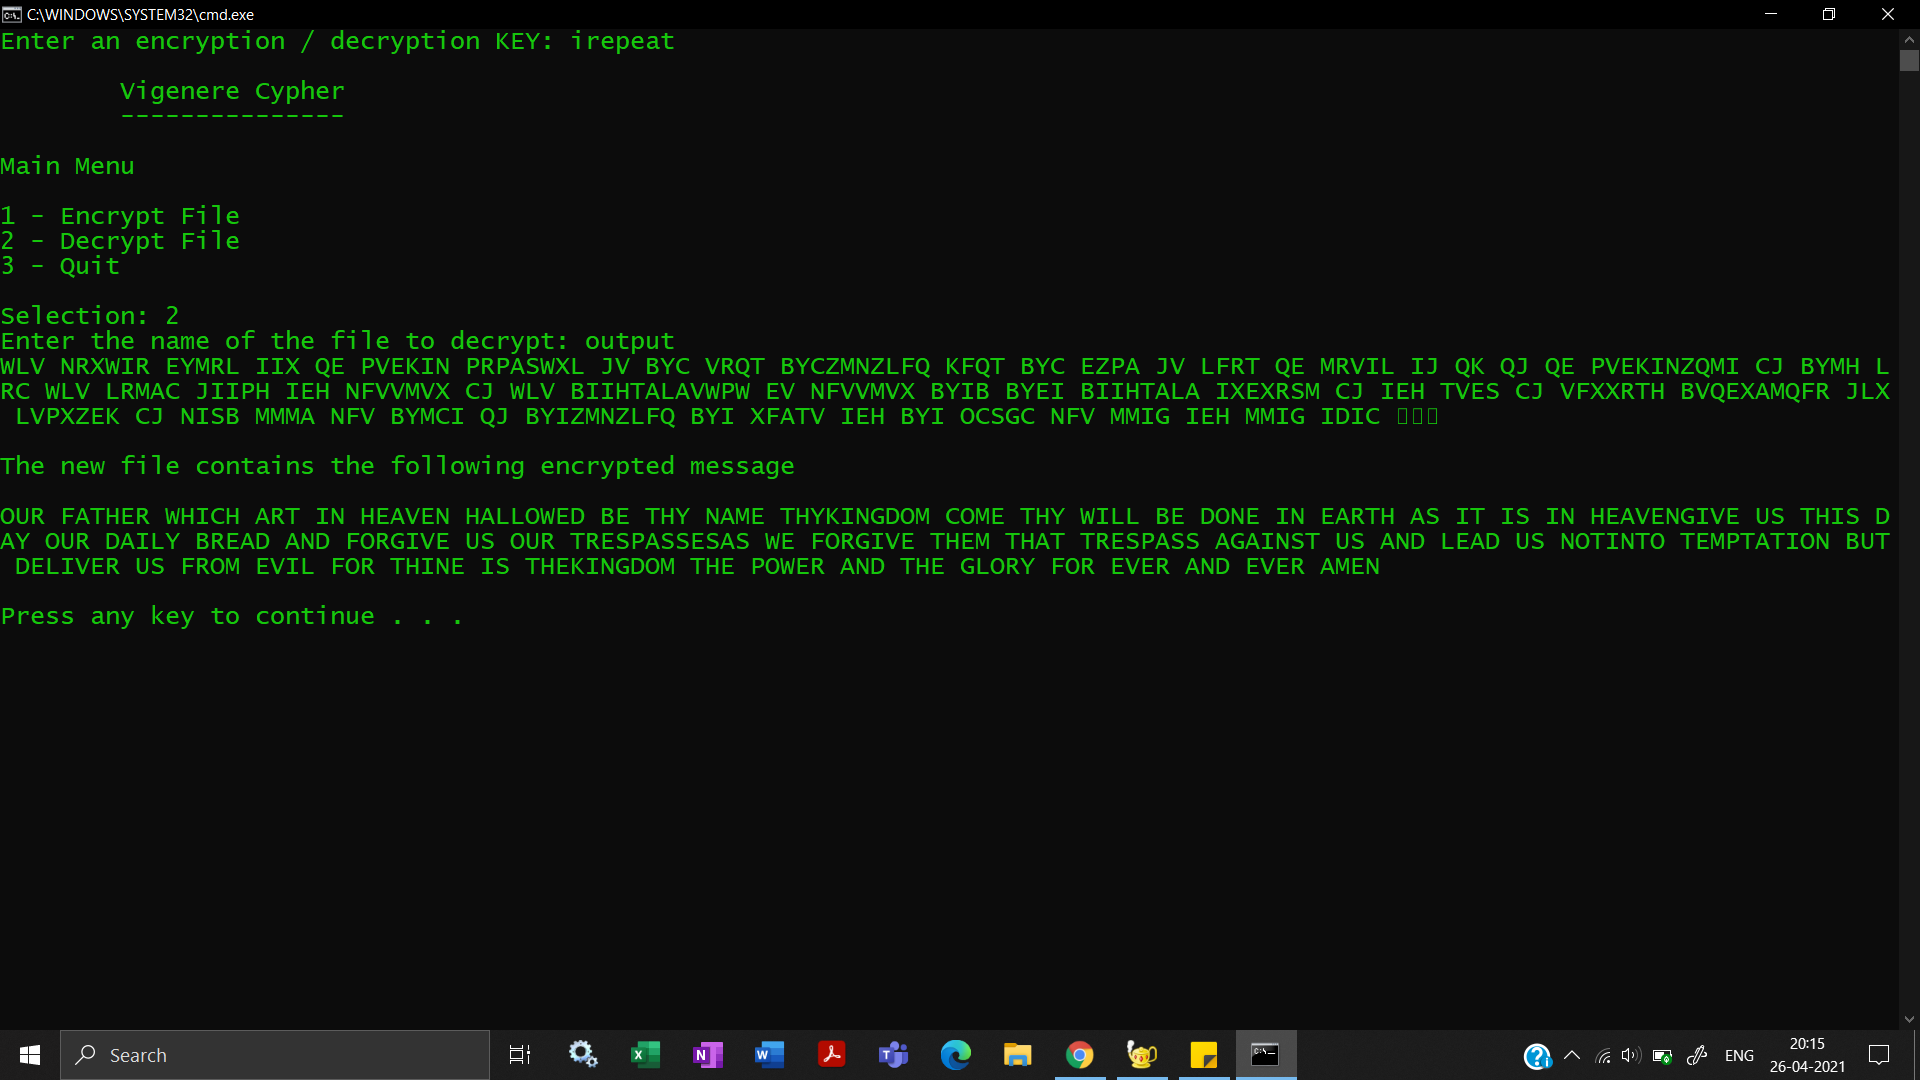 C:\WINDOWS\SYSTEM32\cmd.exe
Enter an encryption / decryption KEY: irepeat
Vigenere Cypher
---------------
Main Menu
1 - Encrypt File
2 - Decrypt File
3 - Quit
Selection: 2
Enter the name of the file to decrypt: output
WLV NRXWIR EYMRL IIX QE PVEKIN PRPASWXL JV BYC VRQT BYCZMNZLFQ KFQT BYC EZPA JV LFRT QE MRVIL IJ QK QJ QE PVEKINZQMI CJ BYMH L
RC WLV LRMAC JIIPH IEH NFVVMVX CJ WLV BIIHTALAVWPW EV NFVVMVX BYIB BYEI BIIHTALA IXEXRSM CJ IEH TVES CJ VFXXRTH BVQEXAMQFR JLX
LVPXZEK CJ NISB MMMA NFV BYMCI QJ BYIZMNZLFQ BYI XFATV IEH BYI OCSGC NFV MMIG IEH MMIG IDIC
The new file contains the following encrypted message
OUR FATHER WHICH ART IN HEAVEN HALLOWED BE THY NAME THYKINGDOM COME THY WILL BE DONE IN EARTH AS IT IS IN HEAVENGIVE US THIS D
AY OUR DAILY BREAD AND FORGIVE US OUR TRESPASSESAS WE FORGIVE THEM THAT TRESPASS AGAINST US AND LEAD US NOTINTO TEMPTATION BUT
DELIVER US FROM EVIL FOR THINE IS THEKINGDOM THE POWER AND THE GLORY FOR EVER AND EVER AMEN
Press any key to continue . . .
Search
ENG
20:15
26-04-2021